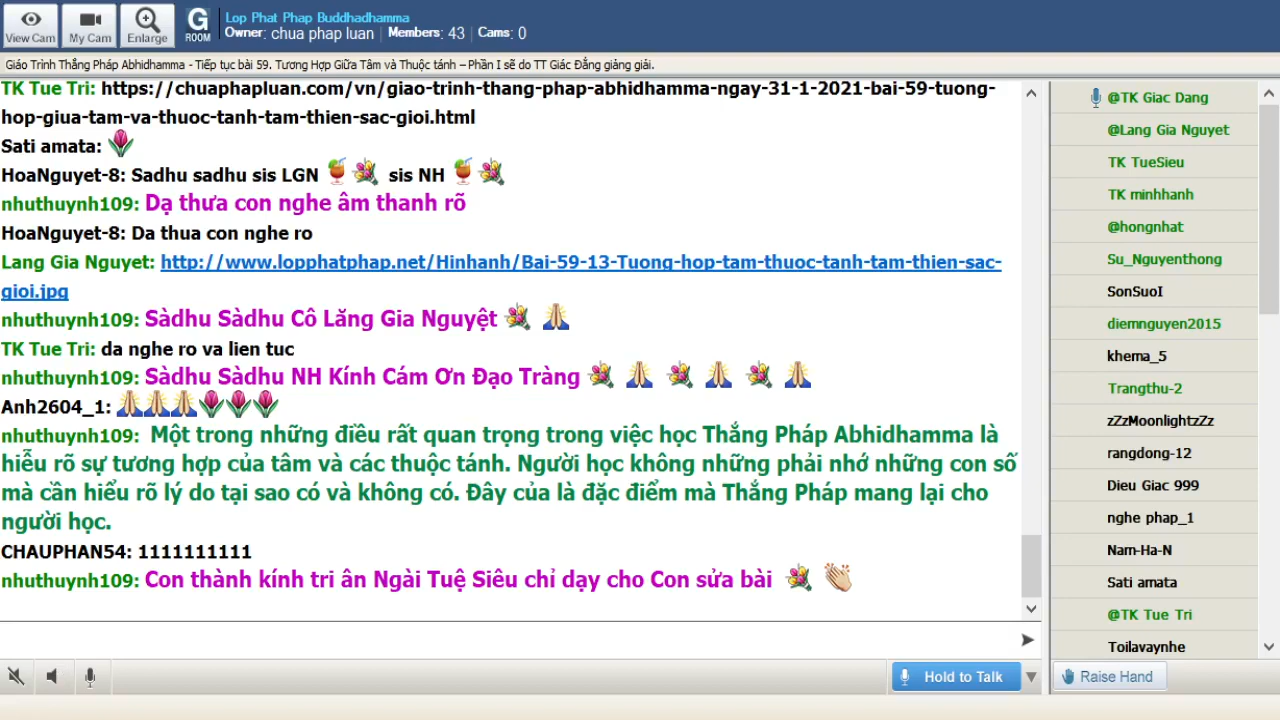 View Cam
My Cam
Enlarge
G
ROOM
Lop Phat Phap Buddhadhamma
Owner: chua phap luan | Members: 43 | Cams: 0
Giáo Trình Thắng Pháp Abhidhamma - Tiếp tục bài 59. Tương Hợp Giữa Tâm và Thuộc tánh – Phần I sẽ do TT Giác Đẳng giảng giải.
TK Tue Tri: https://chuaphapluan.com/vn/giao-trinh-thang-phap-abhidhamma-ngay-31-1-2021-bai-59-tuong-
hop-giua-tam-va-thuoc-tanh-tam-thien-sac-gioi.html
Sati amata:
HoaNguyet-8: Sadhu sadhu sis LGN sis NH
nhuthuynh109: Dạ thưa con nghe âm thanh rõ
HoaNguyet-8: Da thua con nghe ro
Lang Gia Nguyet: http://www.lopphatphap.net/Hinhanh/Bai-59-13-Tuong-hop-tam-thuoc-tanh-tam-thien-sac-
gioi.jpg
nhuthuynh109: Sàdhu Sàdhu Cô Lăng Gia Nguyệt
TK Tue Tri: da nghe ro va lien tuc
nhuthuynh109: Sàdhu Sàdhu NH Kính Cám Ơn Đạo Tràng
Anh2604_1:
nhuthuynh109: Một trong những điều rất quan trọng trong việc học Thắng Pháp Abhidhamma là
hiễu rõ sự tương hợp của tâm và các thuộc tánh. Người học không những phải nhớ những con số
mà cần hiểu rõ lý do tại sao có và không có. Đây của là đặc điểm mà Thắng Pháp mang lại cho
người học.
CHAUPHAN54: 1111111111
nhuthuynh109: Con thành kính tri ân Ngài Tuệ Siêu chỉ dạy cho Con sửa bài
@TK Giac Dang
@Lang Gia Nguyet
TK TueSieu
TK minhhanh
@hongnhat
Su_Nguyenthong
SonSuoI
diemnguyen2015
khema_5
Trangthu-2
zZzMoonlightzZz
rangdong-12
Dieu Giac 999
nghe phap_1
Nam-Ha-N
Sati amata
@TK Tue Tri
Toilavaynhe
Hold to Talk
Raise Hand